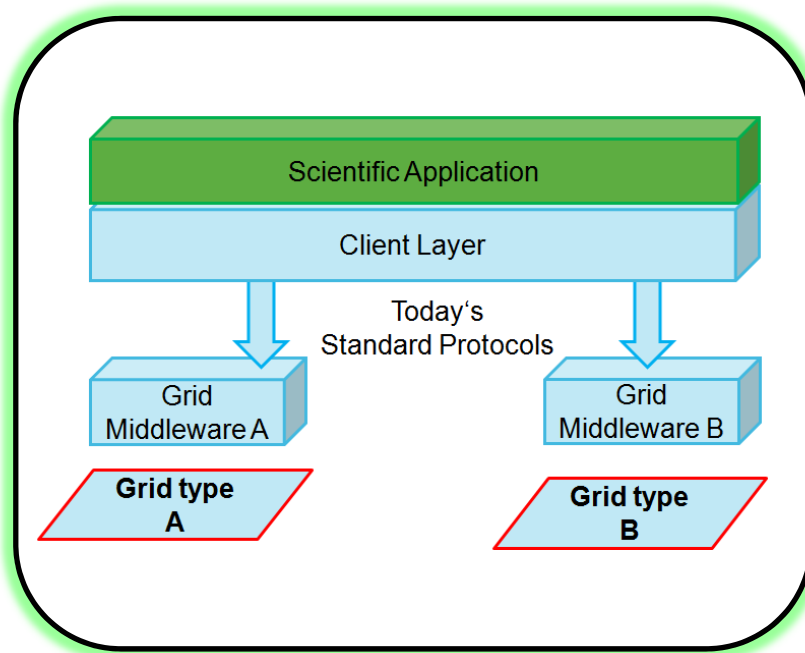 Scientific Application
Client Layer
Today‘s
Standard Protocols
Grid
Middleware A
Grid
Middleware B
Grid type
A
Grid type
B